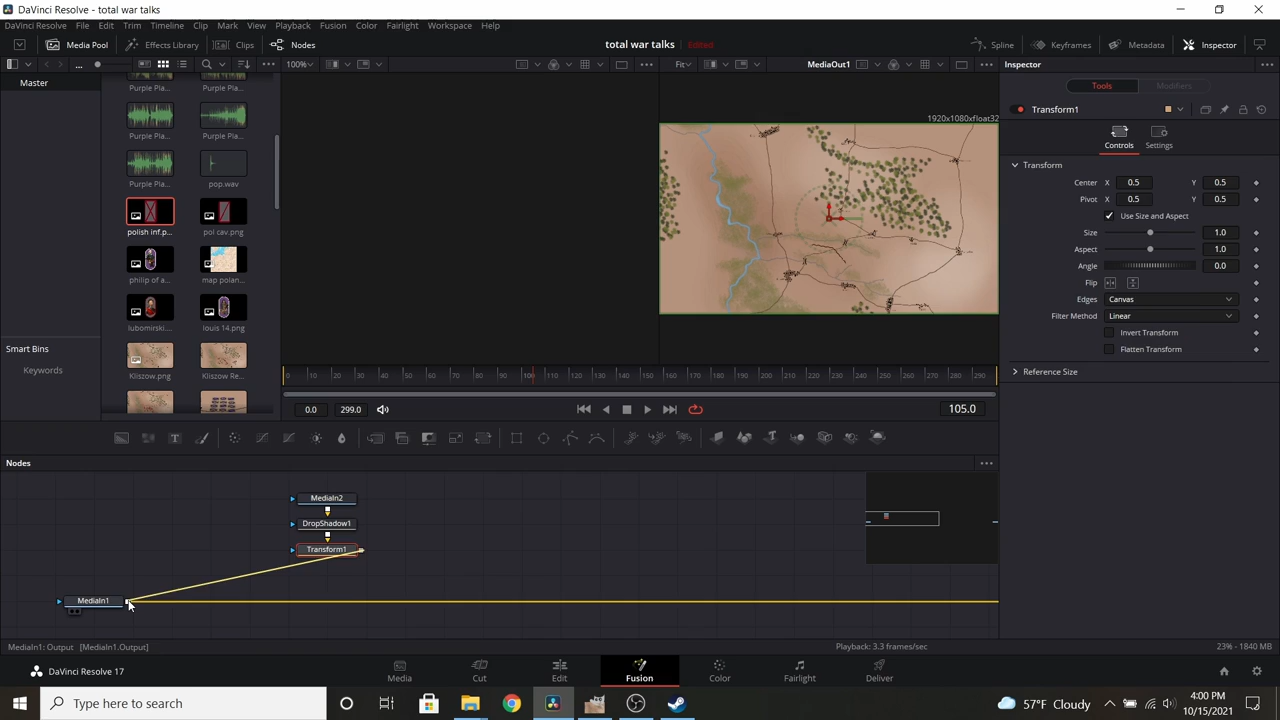 DaVinci Resolve - total war talks
DaVinci Resolve File Edit Trim Timeline Clip Mark View Playback Fusion Color Fairlight Workspace Help
Media Pool Effects Library Clips Nodes total war talks Edited Spline Keyframes Metadata Inspector
... 100% Fit MediaOut1 Inspector
Master
Tools Modifiers
Purple Pla... Purple Pla...
Transform1
1920x1080xfloat32
Purple Pla... Purple Pla...
Controls Settings
Transform
Purple Pla... pop.wav
Center X 0.5 Y 0.5
Pivot X 0.5 Y 0.5
Use Size and Aspect
polish inf.p... pol cav.png
Size 1.0
Aspect 1.0
Angle 0.0
philip of a... map polan...
Flip
Edges Canvas
Filter Method Linear
lubomirski.... louis 14.png
Invert Transform
Smart Bins
Flatten Transform
Keywords
Reference Size
0 10 20 30 40 50 60 70 80 90 100 110 120 130 140 150 160 170 180 190 200 210 220 230 240 250 260 270 280 290
Kliszow.png Kliszow Re...
0.0 299.0 105.0
Nodes
MediaIn2
DropShadow1
Transform1
MediaIn1
MediaIn1: Output [MediaIn1.Output] Playback: 3.3 frames/sec 23% - 1840 MB
DaVinci Resolve 17 Media Cut Edit Fusion Color Fairlight Deliver
Type here to search 57°F Cloudy 4:00 PM
10/15/2021